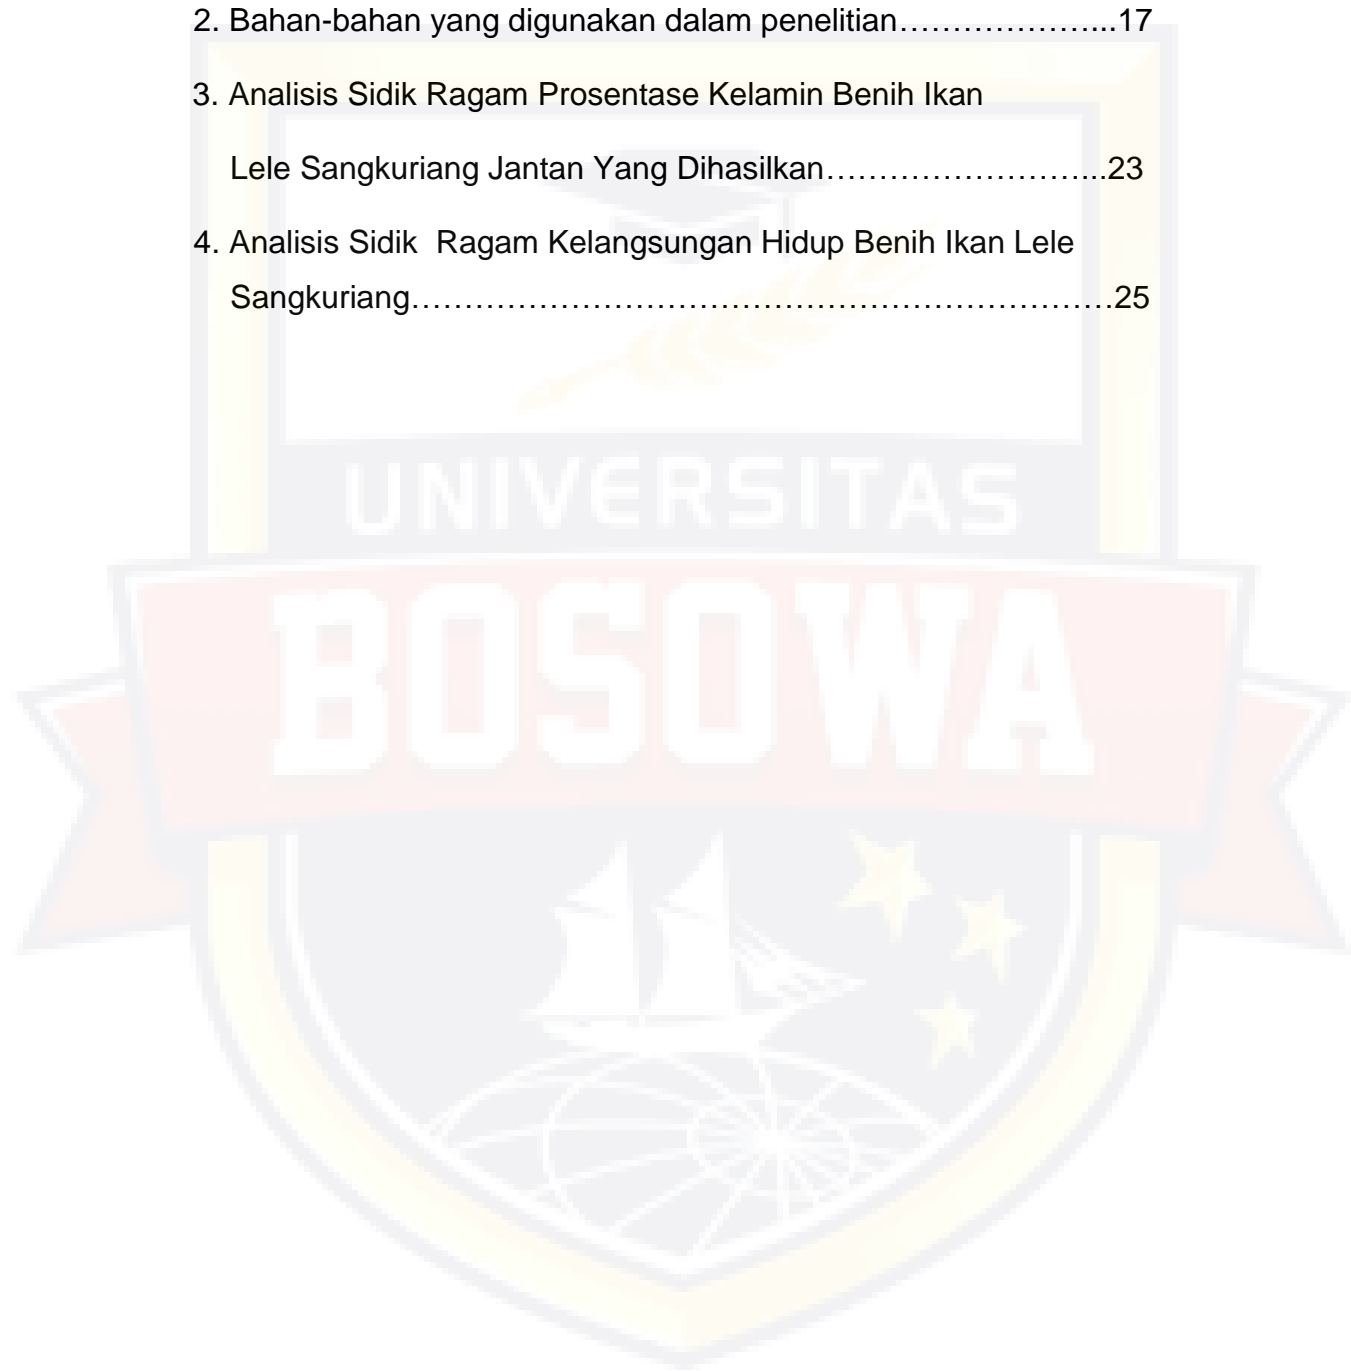 2. Bahan-bahan yang digunakan dalam penelitian…………………...17
3. Analisis Sidik Ragam Prosentase Kelamin Benih Ikan
Lele Sangkuriang Jantan Yang Dihasilkan……………………...23
4. Analisis Sidik  Ragam Kelangsungan Hidup Benih Ikan Lele
Sangkuriang……………………………………………………………25
UNIVERSITAS
BOSOWA